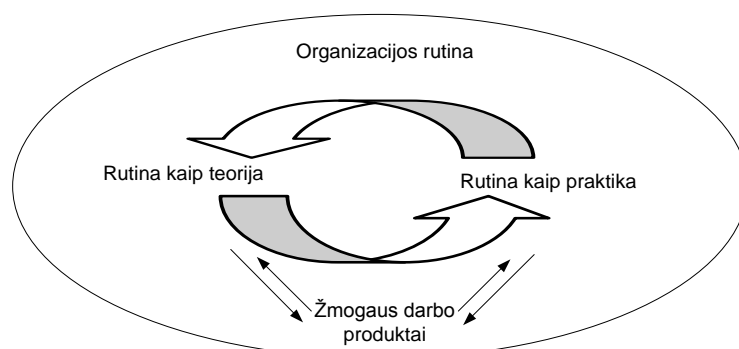 Organizacijos rutina
Rutina kaip teorija
Rutina kaip praktika
Žmogaus darbo
produktai